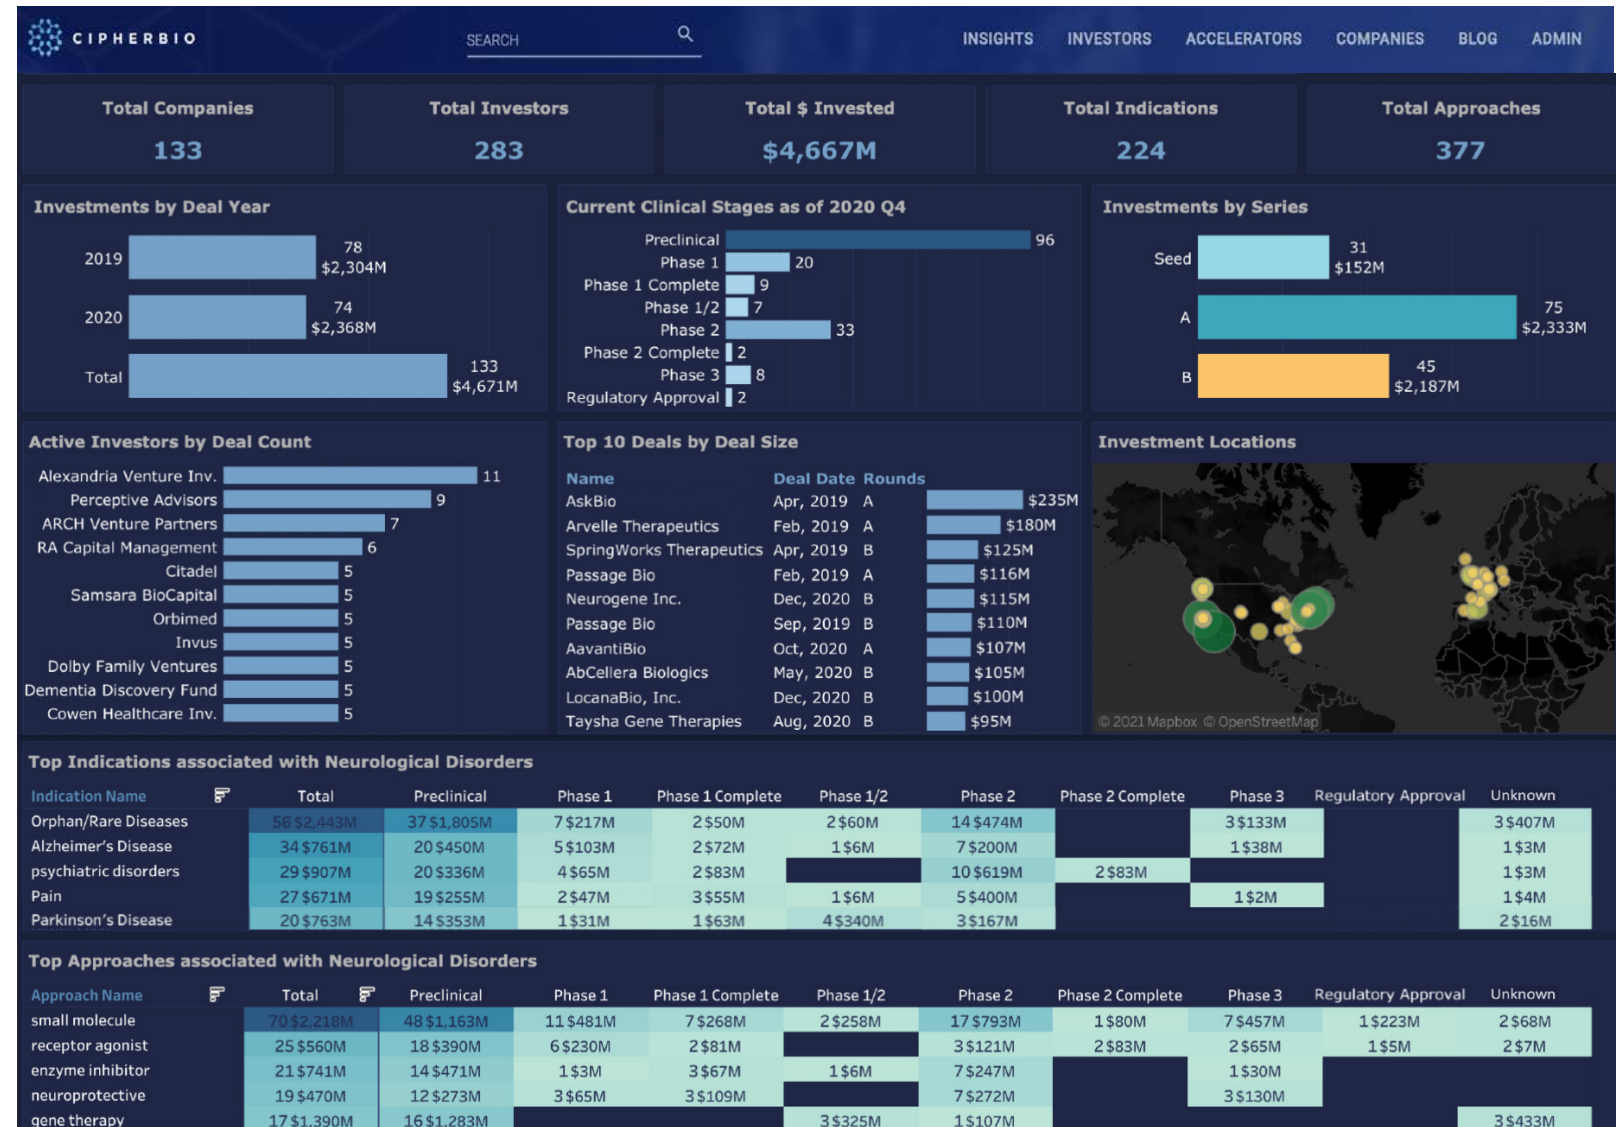 CIPHERBIO SEARCH INSIGHTS INVESTORS ACCELERATORS COMPANIES BLOG ADMIN
Total Companies Total Investors Total $ Invested Total Indications Total Approaches
133 283 $4,667M 224 377
Investments by Deal Year
2019 78
$2,304M
2020 74
$2,368M
Total 133
$4,671M
Current Clinical Stages as of 2020 Q4
Preclinical 96
Phase 1 20
Phase 1 Complete 9
Phase 1/2 7
Phase 2 33
Phase 2 Complete 2
Phase 3 8
Regulatory Approval 2
Investments by Series
Seed 31
$152M
A 75
$2,333M
B 45
$2,187M
Active Investors by Deal Count
Alexandria Venture Inv. 11
Perceptive Advisors 9
ARCH Venture Partners 7
RA Capital Management 6
Citadel 5
Samsara BioCapital 5
Orbimed 5
Invus 5
Dolby Family Ventures 5
Dementia Discovery Fund 5
Cowen Healthcare Inv. 5
Top 10 Deals by Deal Size
Name Deal Date Rounds
AskBio Apr, 2019 A $235M
Arvelle Therapeutics Feb, 2019 A $180M
SpringWorks Therapeutics Apr, 2019 B $125M
Passage Bio Feb, 2019 A $116M
Neurogene Inc. Dec, 2020 B $115M
Passage Bio Sep, 2019 B $110M
AavantiBio Oct, 2020 A $107M
AbCellera Biologics May, 2020 B $105M
LocanaBio, Inc. Dec, 2020 B $100M
Taysha Gene Therapies Aug, 2020 B $95M
Investment Locations
© 2021 Mapbox © OpenStreetMap
Top Indications associated with Neurological Disorders
Indication Name Total Preclinical Phase 1 Phase 1 Complete Phase 1/2 Phase 2 Phase 2 Complete Phase 3 Regulatory Approval Unknown
Orphan/Rare Diseases 56 $2,443M 37 $1,805M 7 $217M 2 $50M 2 $60M 14 $474M 3 $133M 3 $407M
Alzheimer's Disease 34 $761M 20 $450M 5 $103M 2 $72M 1 $6M 7 $200M 1 $38M 1 $3M
psychiatric disorders 29 $907M 20 $336M 4 $65M 2 $83M 10 $619M 2 $83M 1 $3M
Pain 27 $671M 19 $255M 2 $47M 3 $55M 1 $6M 5 $400M 1 $2M 1 $4M
Parkinson's Disease 20 $763M 14 $353M 1 $31M 1 $63M 4 $340M 3 $167M 2 $16M
Top Approaches associated with Neurological Disorders
Approach Name Total Preclinical Phase 1 Phase 1 Complete Phase 1/2 Phase 2 Phase 2 Complete Phase 3 Regulatory Approval Unknown
small molecule 70 $2,218M 48 $1,163M 11 $481M 7 $268M 2 $258M 17 $793M 1 $80M 7 $457M 1 $223M 2 $68M
receptor agonist 25 $560M 18 $390M 6 $230M 2 $81M 3 $121M 2 $83M 2 $65M 1 $5M 2 $7M
enzyme inhibitor 21 $741M 14 $471M 1 $3M 3 $67M 1 $6M 7 $247M 1 $30M
neuroprotective 19 $470M 12 $273M 3 $65M 3 $109M 7 $272M 3 $130M
gene therapy 17 $1,390M 16 $1,283M 3 $325M 1 $107M 3 $433M